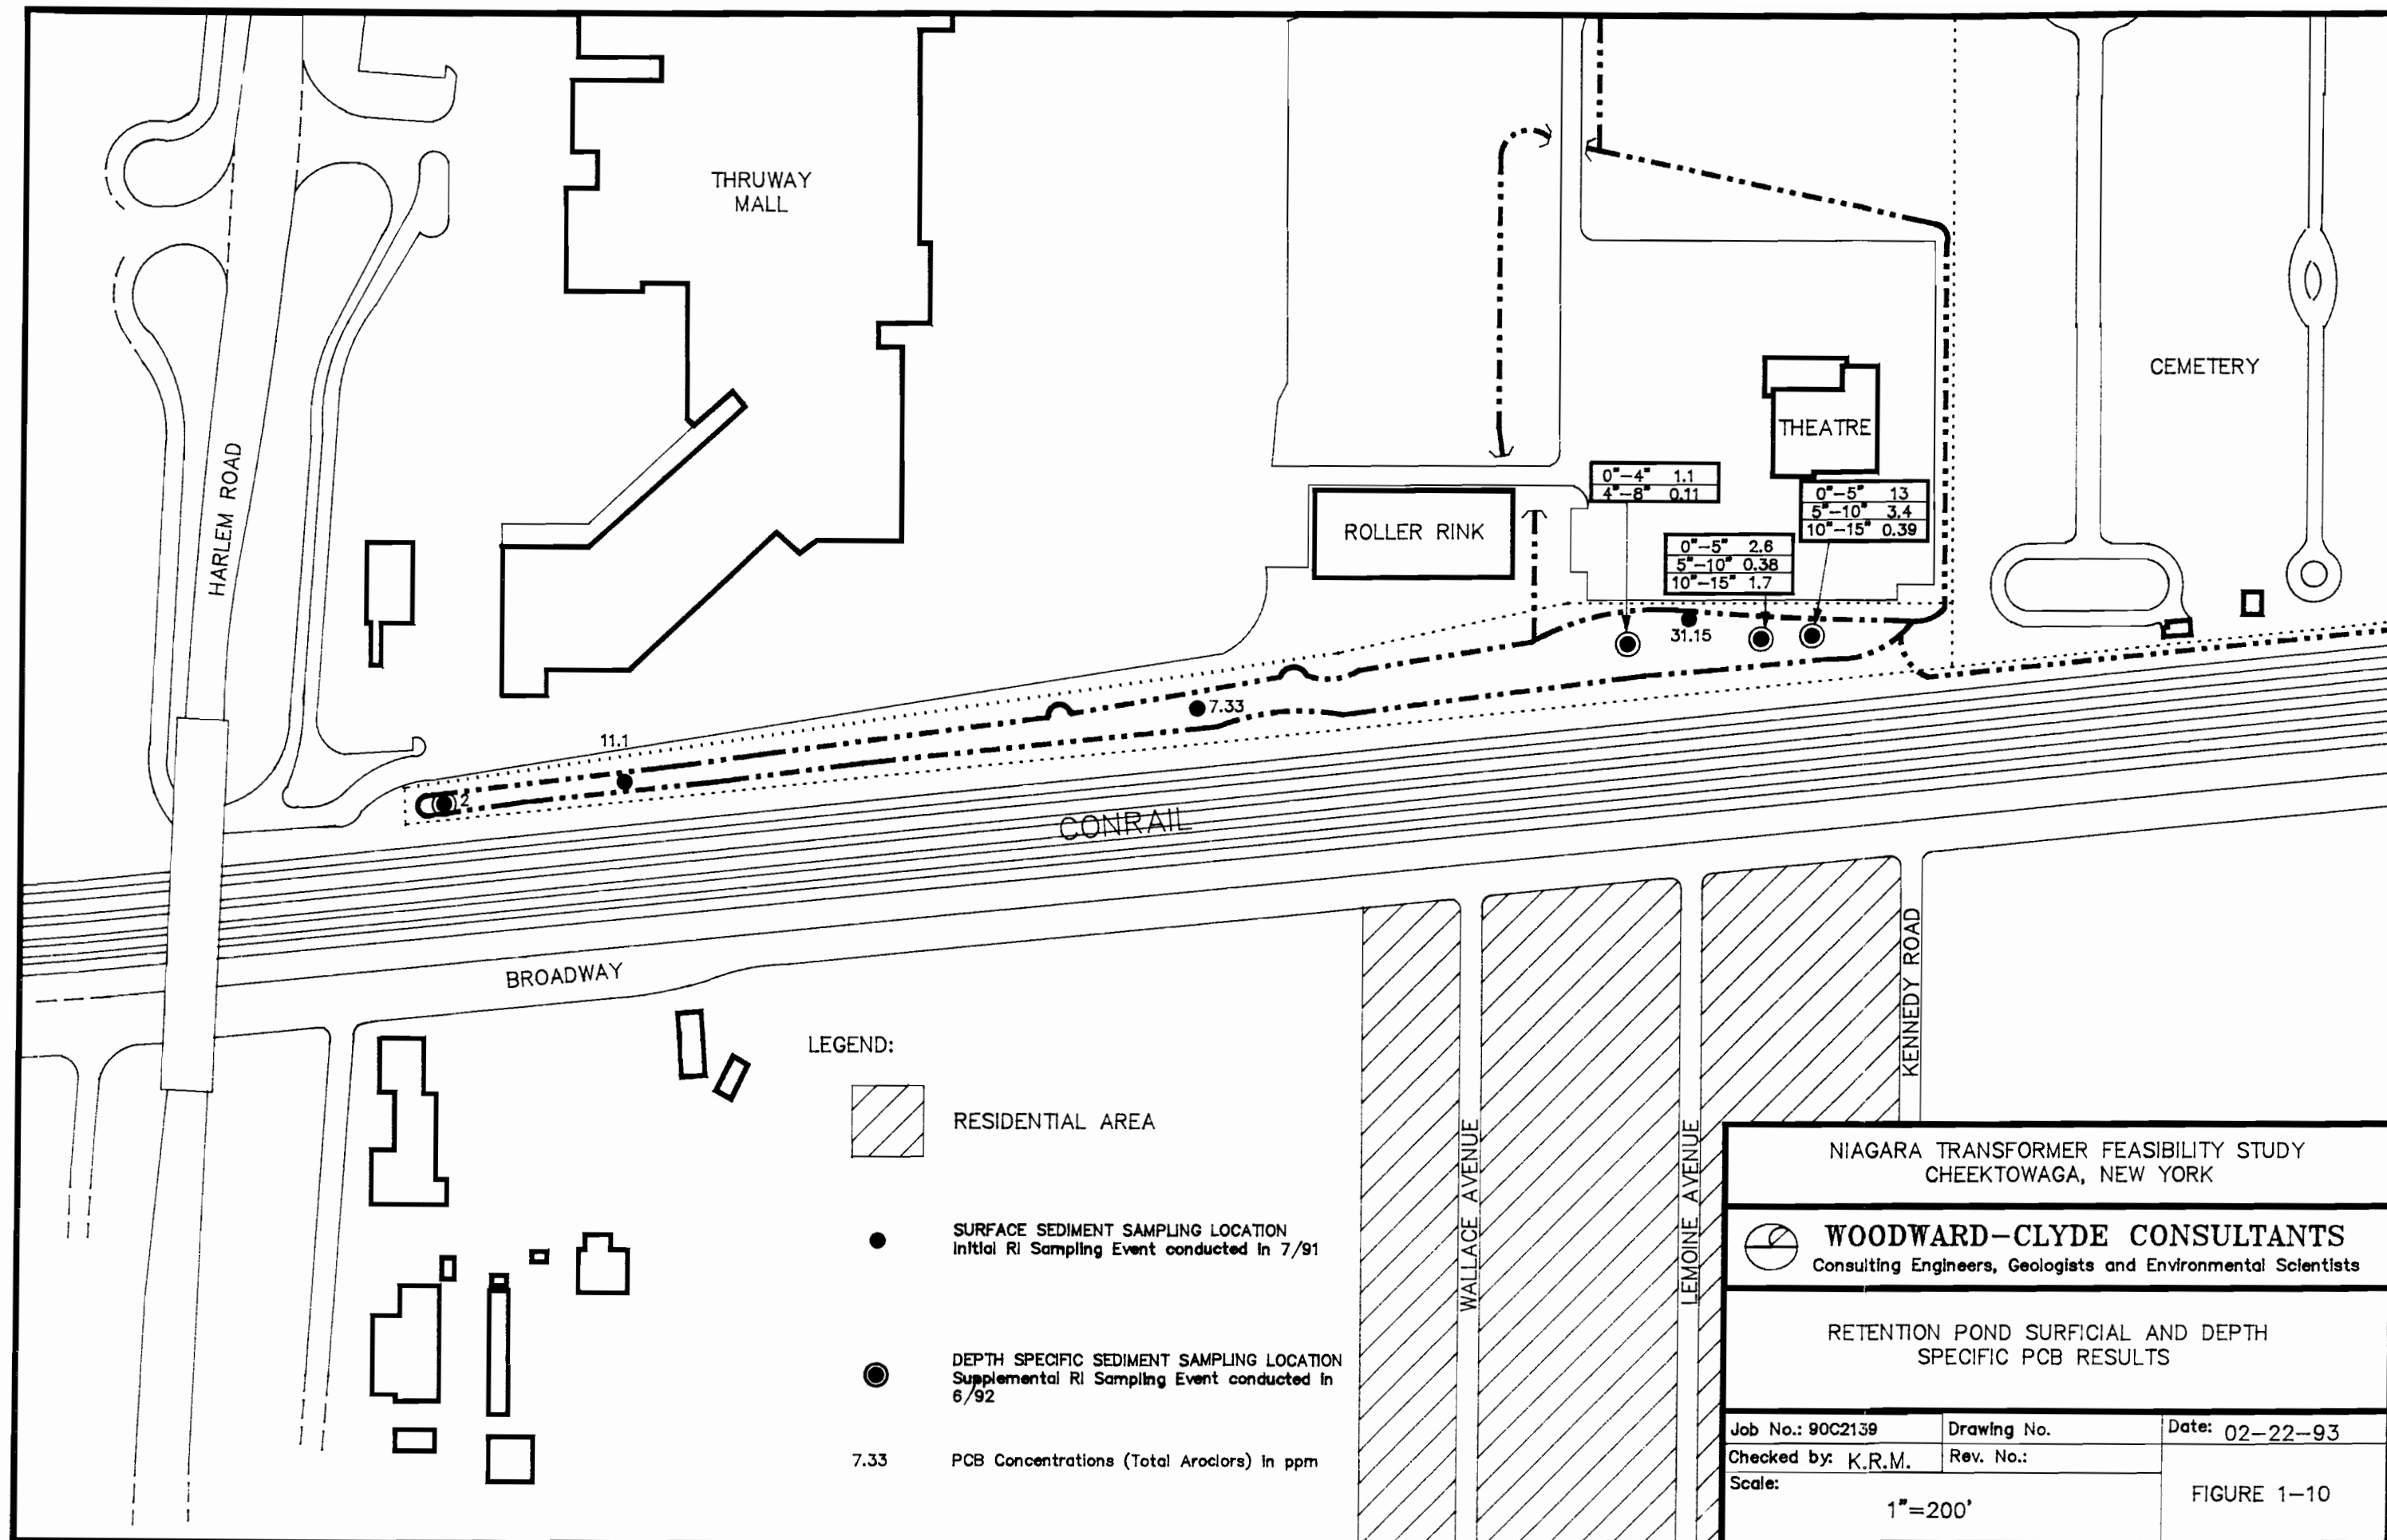 THRUWAY
MALL
HARLEM ROAD
CEMETERY
THEATRE
ROLLER RINK
0"-4" 1.1
4"-8" 0.11
0"-5" 13
5"-10" 3.4
10"-15" 0.39
0"-5" 2.6
5"-10" 0.38
10"-15" 1.7
31.15
7.33
11.1
2
CONRAIL
BROADWAY
WALLACE AVENUE
LEMOINE AVENUE
KENNEDY ROAD
LEGEND:
RESIDENTIAL AREA
SURFACE SEDIMENT SAMPLING LOCATION
Initial RI Sampling Event conducted in 7/91
DEPTH SPECIFIC SEDIMENT SAMPLING LOCATION
Supplemental RI Sampling Event conducted in
6/92
7.33 PCB Concentrations (Total Aroclors) in ppm
NIAGARA TRANSFORMER FEASIBILITY STUDY
CHEEKTOWAGA, NEW YORK
WOODWARD-CLYDE CONSULTANTS
Consulting Engineers, Geologists and Environmental Scientists
RETENTION POND SURFICIAL AND DEPTH
SPECIFIC PCB RESULTS
Job No.: 90C2139
Drawing No.
Date: 02-22-93
Checked by: K.R.M.
Rev. No.:
Scale:
1"=200'
FIGURE 1-10